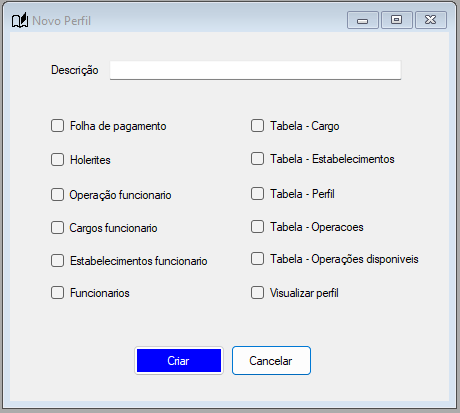 Novo Perfil
Descrição
Folha de pagamento
Tabela - Cargo
Holerites
Tabela - Estabelecimentos
Operação funcionario
Tabela - Perfil
Cargos funcionario
Tabela - Operacoes
Estabelecimentos funcionario
Tabela - Operações disponiveis
Funcionarios
Visualizar perfil
Criar
Cancelar